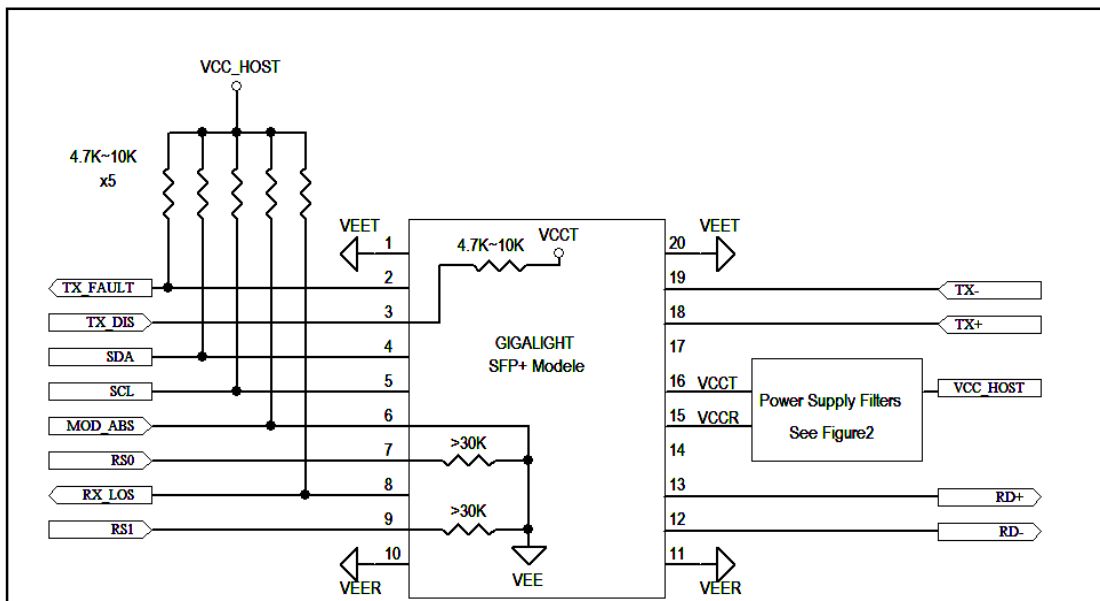 VCC_HOST
4.7K~10K
x5
VEET
1
4.7K~10K
VCCT
20
VEET
TX_FAULT
2
19
TX-
TX_DIS
3
18
TX+
SDA
4
GIGALIGHT
SFP+ Modele
17
SCL
5
16
VCCT
Power Supply Filters
See Figure2
VCC_HOST
MOD_ABS
6
15
VCCR
RS0
7
>30K
14
RX_LOS
8
13
RD+
RS1
9
>30K
12
RD-
VEER
10
VEE
11
VEER